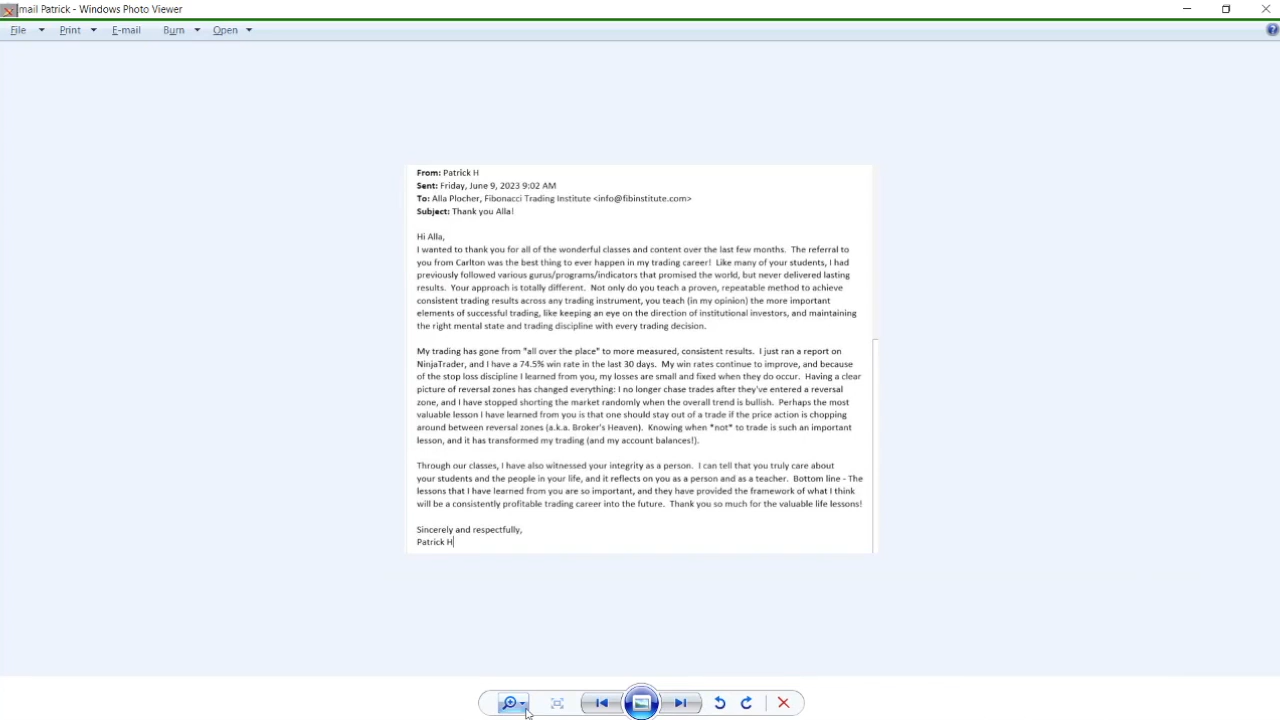 mail Patrick - Windows Photo Viewer
File Print E-mail Burn Open
From: Patrick H
Sent: Friday, June 9, 2023 9:02 AM
To: Alla Plocher, Fibonacci Trading Institute <info@fibinstitute.com>
Subject: Thank you Alla!
Hi Alla,
I wanted to thank you for all of the wonderful classes and content over the last few months. The referral to
you from Carlton was the best thing to ever happen in my trading career! Like many of your students, I had
previously followed various gurus/programs/indicators that promised the world, but never delivered lasting
results. Your approach is totally different. Not only do you teach a proven, repeatable method to achieve
consistent trading results across any trading instrument, you teach (in my opinion) the more important
elements of successful trading, like keeping an eye on the direction of institutional investors, and maintaining
the right mental state and trading discipline with every trading decision.
My trading has gone from *all over the place* to more measured, consistent results. I just ran a report on
NinjaTrader, and I have a 74.5% win rate in the last 30 days. My win rates continue to improve, and because
of the stop loss discipline I learned from you, my losses are small and fixed when they do occur. Having a clear
picture of reversal zones has changed everything: I no longer chase trades after they've entered a reversal
zone, and I have stopped shorting the market randomly when the overall trend is bullish. Perhaps the most
valuable lesson I have learned from you is that one should stay out of a trade if the price action is chopping
around between reversal zones (a.k.a. Broker's Heaven). Knowing when *not* to trade is such an important
lesson, and it has transformed my trading (and my account balances!).
Through our classes, I have also witnessed your integrity as a person. I can tell that you truly care about
your students and the people in your life, and it reflects on you as a person and as a teacher. Bottom line - The
lessons that I have learned from you are so important, and they have provided the framework of what I think
will be a consistently profitable trading career into the future. Thank you so much for the valuable life lessons!
Sincerely and respectfully,
Patrick H